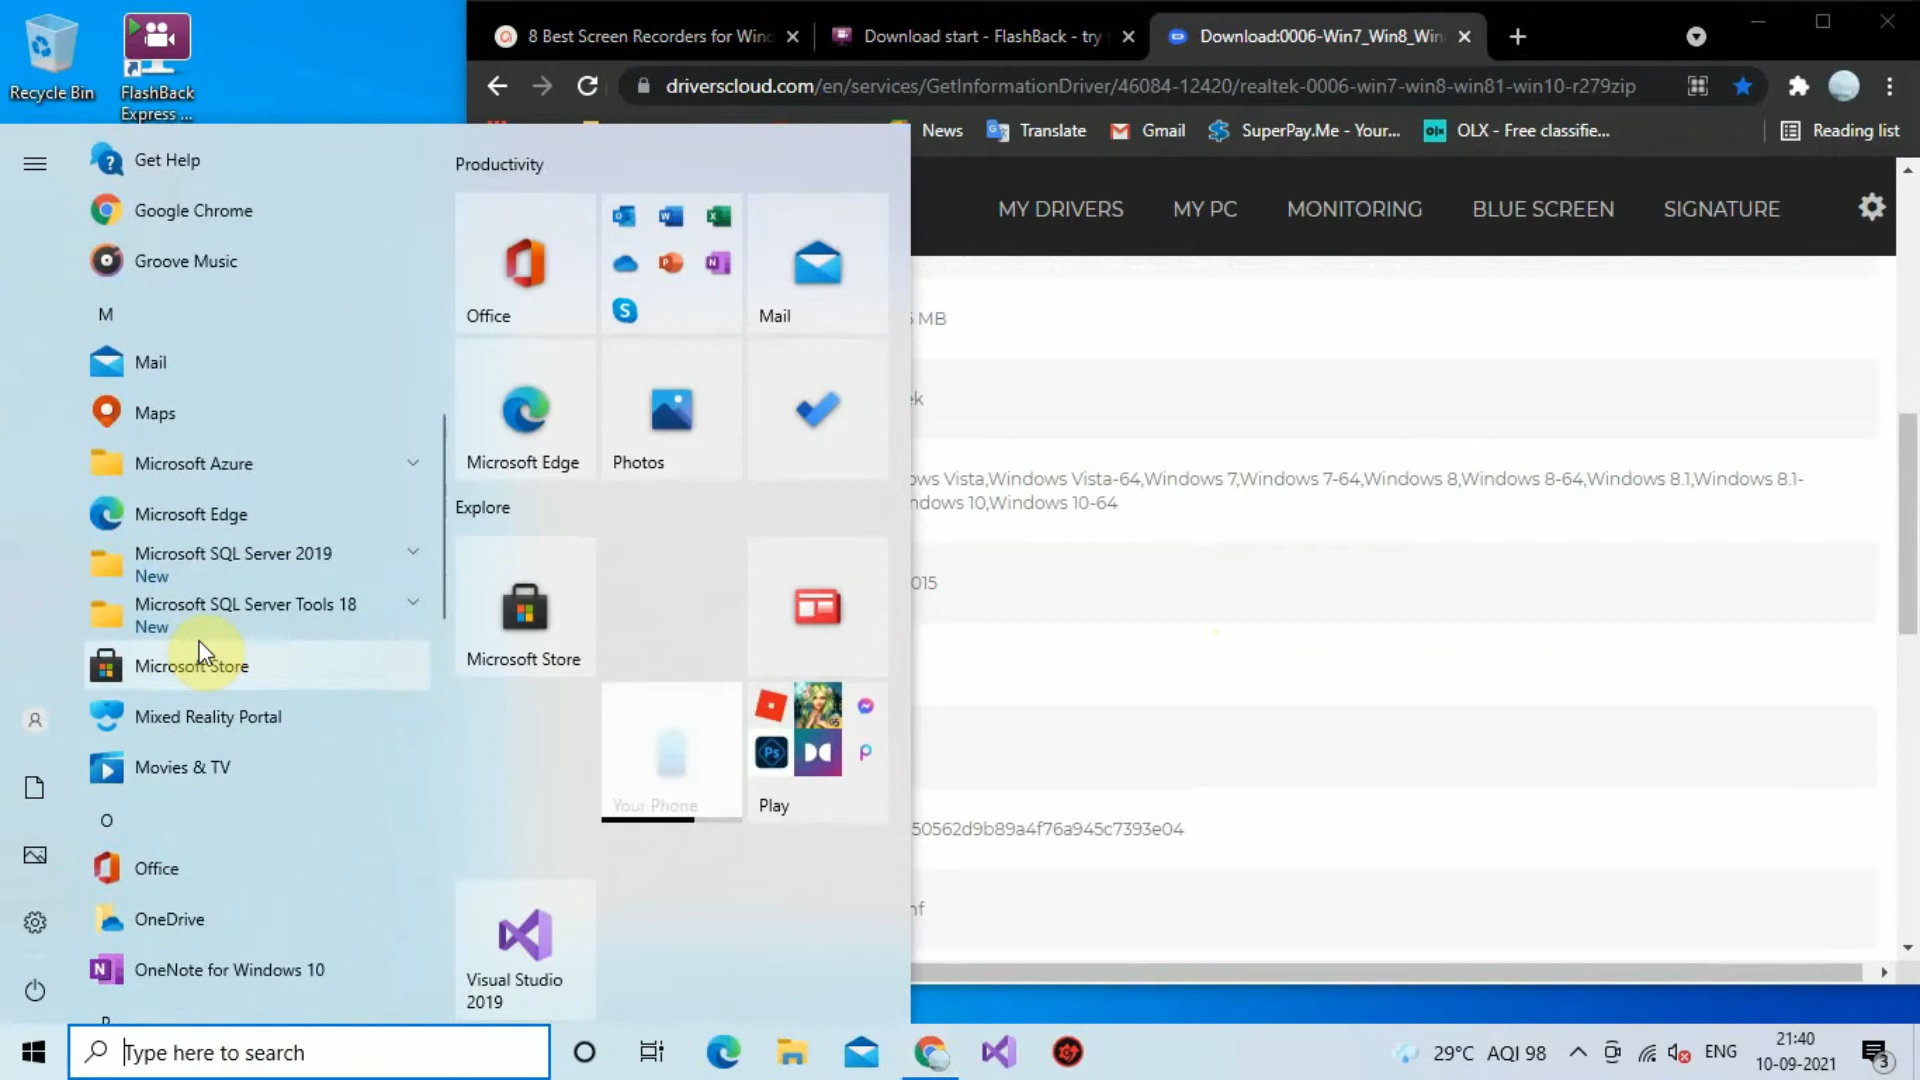 Recycle Bin
FlashBack
Express ...
8 Best Screen Recorders for Winc
Download start - FlashBack - try
Download:0006-Win7_Win8_Win
driverscloud.com/en/services/GetInformationDriver/46084-12420/realtek-0006-win7-win8-win81-win10-r279zip
News
Translate
Gmail
SuperPay.Me - Your...
OLX - Free classifie...
Reading list
MY DRIVERS
MY PC
MONITORING
BLUE SCREEN
SIGNATURE
Get Help
Google Chrome
Groove Music
M
Mail
Maps
Microsoft Azure
Microsoft Edge
Microsoft SQL Server 2019
New
Microsoft SQL Server Tools 18
New
Microsoft Store
Mixed Reality Portal
Movies & TV
O
Office
OneDrive
OneNote for Windows 10
Productivity
Office
Mail
Microsoft Edge
Photos
Explore
Microsoft Store
Your Phone
Play
Visual Studio
2019
MB
ek
ows Vista,Windows Vista-64,Windows 7,Windows 7-64,Windows 8,Windows 8-64,Windows 8.1,Windows 8.1-
ndows 10,Windows 10-64
015
50562d9b89a4f76a945c7393e04
nf
Type here to search
29°C AQI 98
ENG
21:40
10-09-2021
3